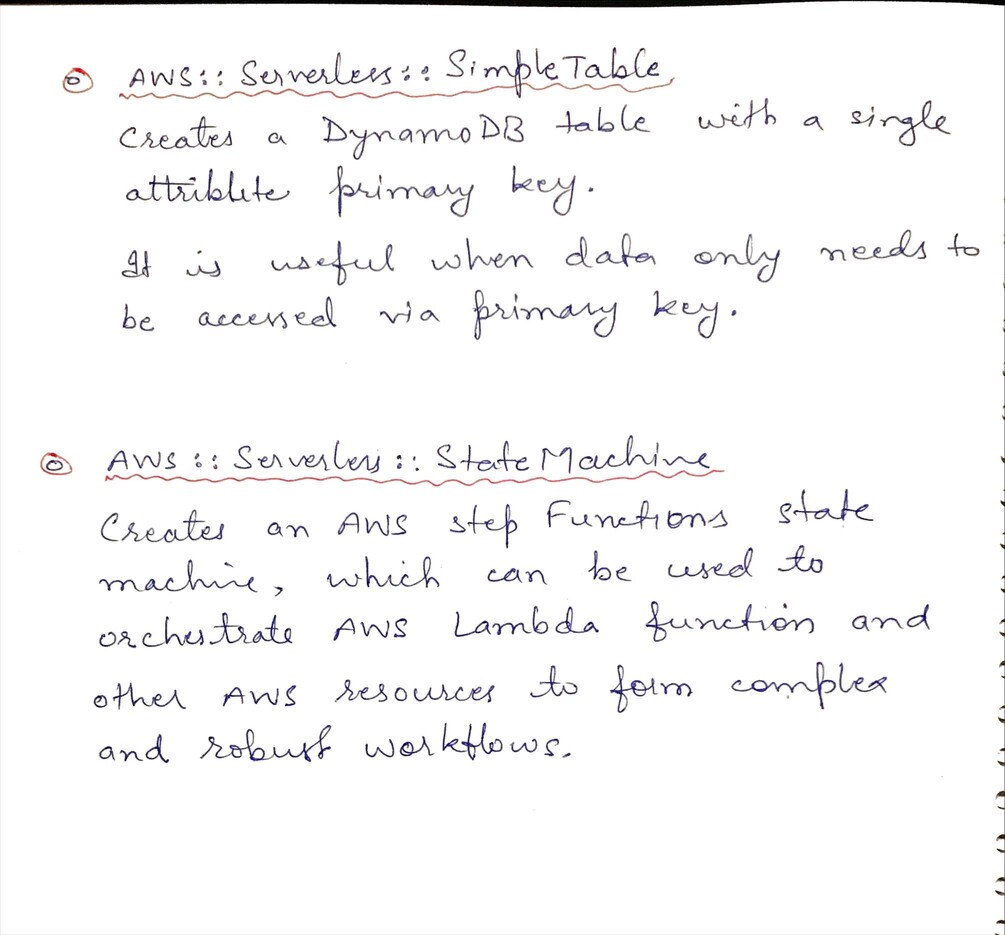 AWS:: Serverless:: SimpleTable
Creates a DynamoDB table with a single
attribute primary key.
It is useful when data only needs to
be accessed via primary key.
AWS :: Serverless :: StateMachine
Creates an AWS step Functions state
machine, which can be used to
orchestrate AWS Lambda function and
other AWS resources to form complex
and robust workflows.